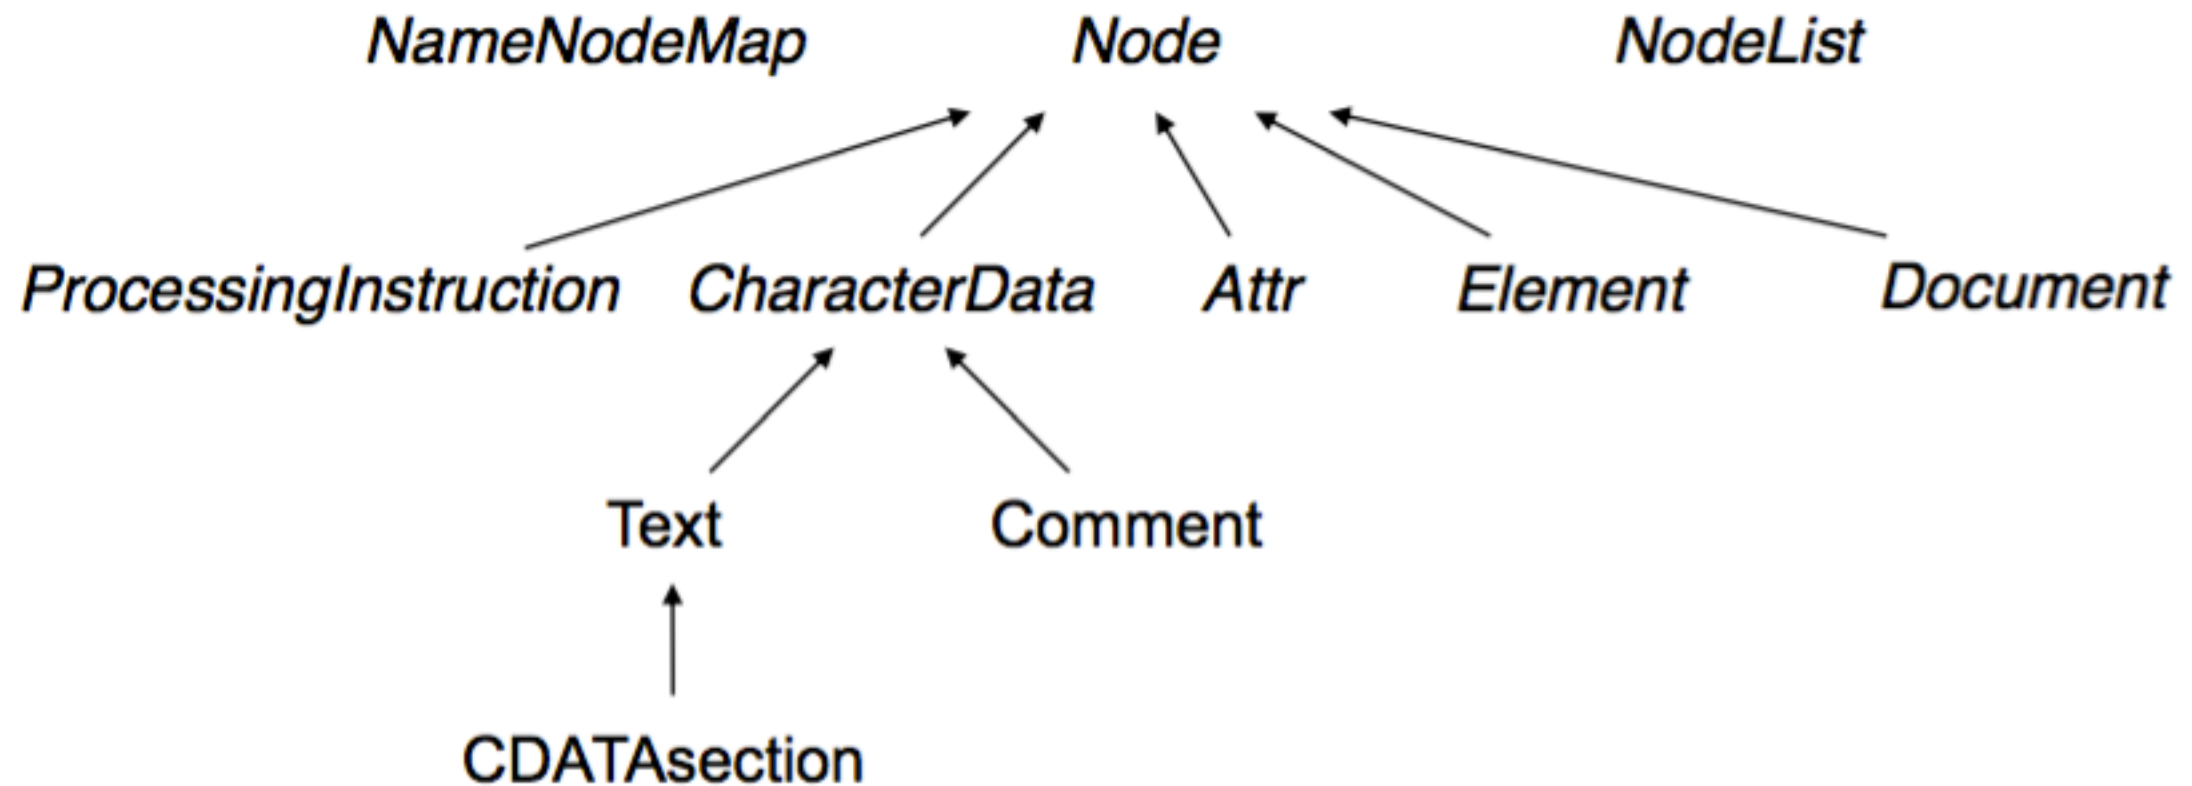 NameNodeMap Node NodeList
ProcessingInstruction CharacterData Attr Element Document
Text Comment
CDATAsection